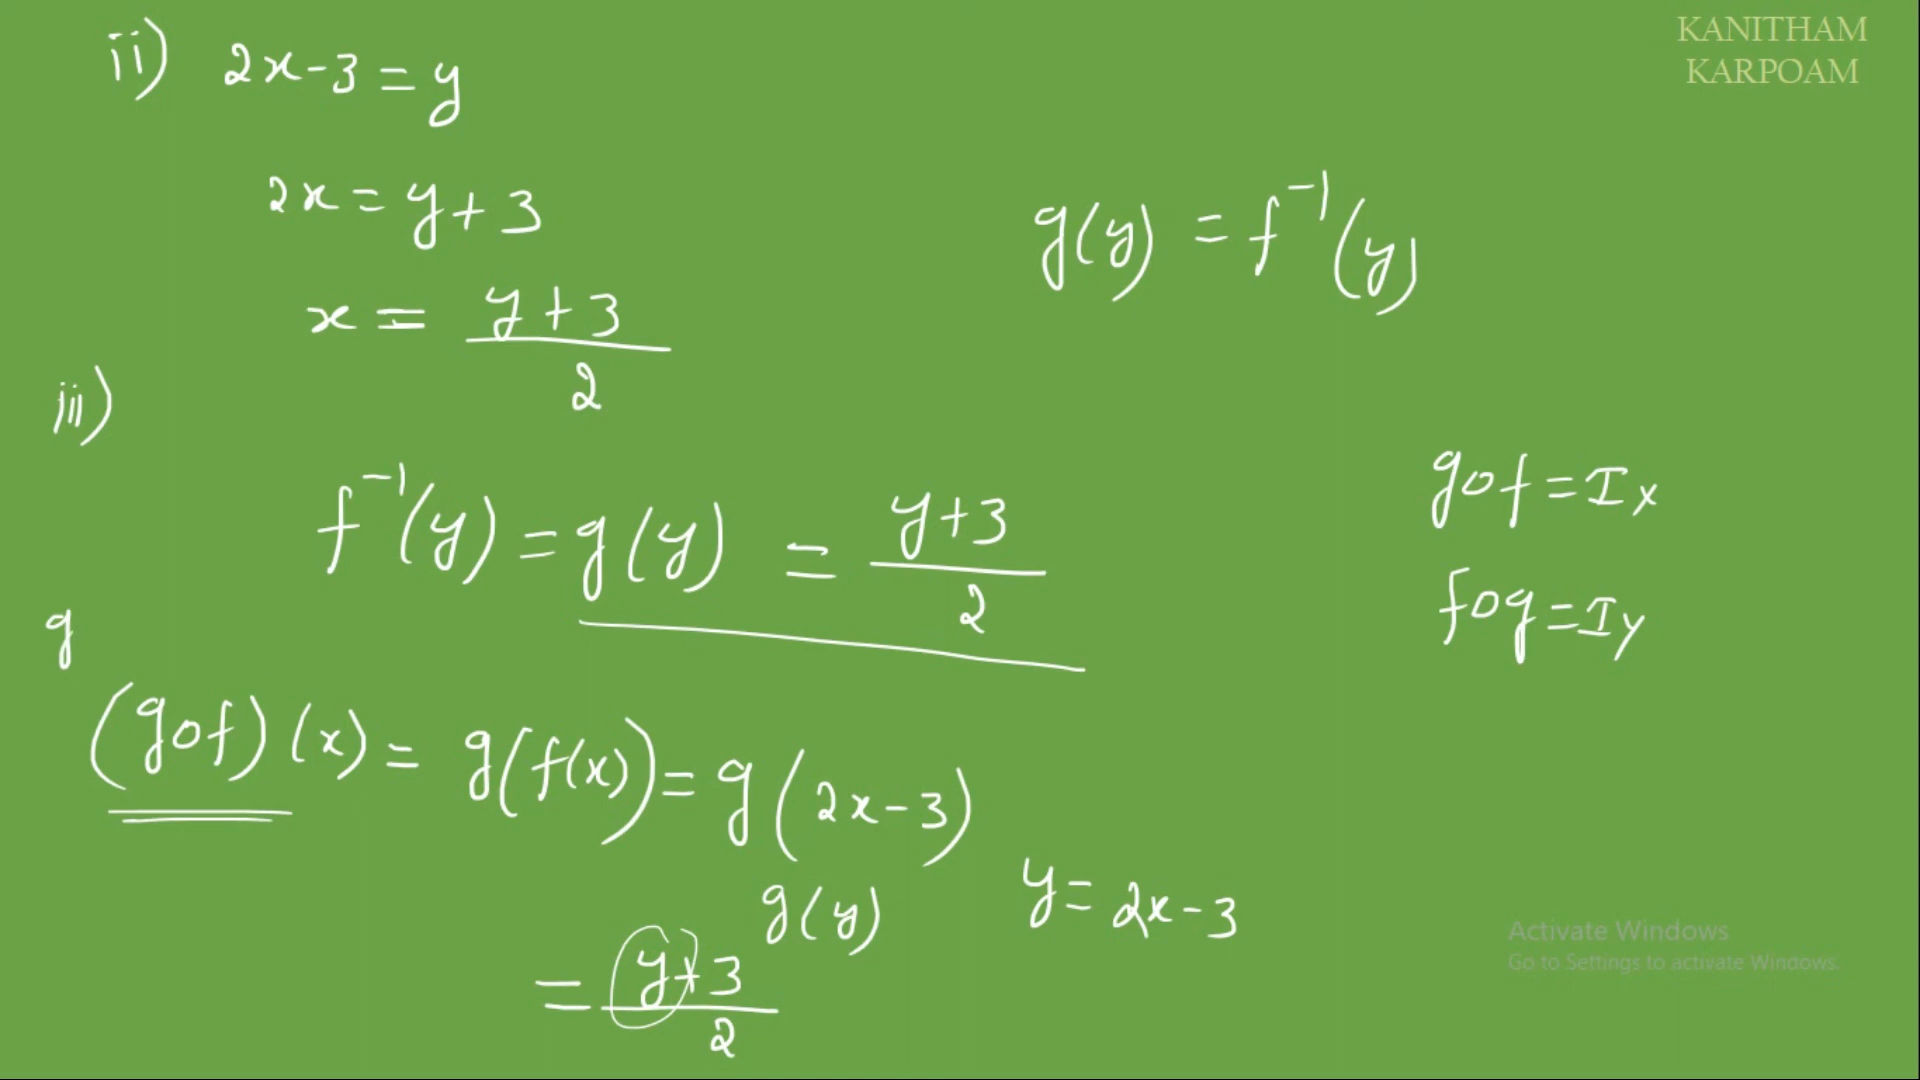 KANITHAM
KARPOAM
ii) 2x-3 = y
2x = y+3
g(y) = f⁻¹(y)
x = (y+3)/2
iii)
f⁻¹(y) = g(y) = (y+3)/2
gof = Ix
fog = Iy
g
(gof)(x) = g(f(x)) = g(2x-3)
g(y) y = 2x-3
= (y+3)/2
Activate Windows
Go to Settings to activate Windows.